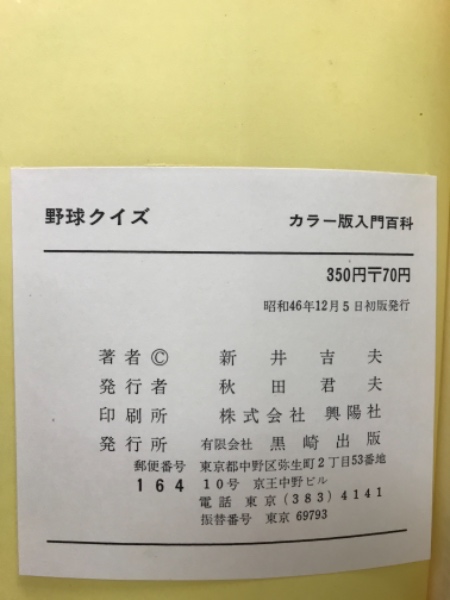 野球クイズ カラー版入門百科
350円〒70円
昭和46年12月5日初版発行
著者© 新井吉夫
発行者 秋田君夫
印刷所 株式会社 興陽社
発行所 有限会社 黒崎出版
郵便番号 東京都中野区弥生町2丁目53番地
164 10号 京王中野ビル
電話 東京(383)4141
振替番号 東京 69793